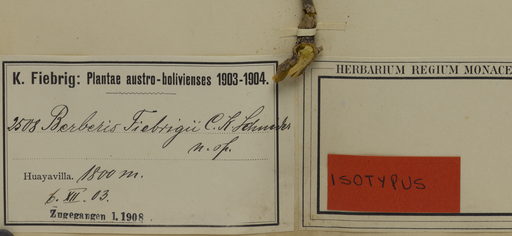 K. Fiebrig: Plantae austro-bolivienses 1903-1904.
2508 Berberis Fiebrigii C. K. Schneider
n. sp.
Huayavilla. 1800 m.
6. XII. 03.
Zugegangen 1. 1908
HERBARIUM REGIUM MONACE
ISOTYPUS